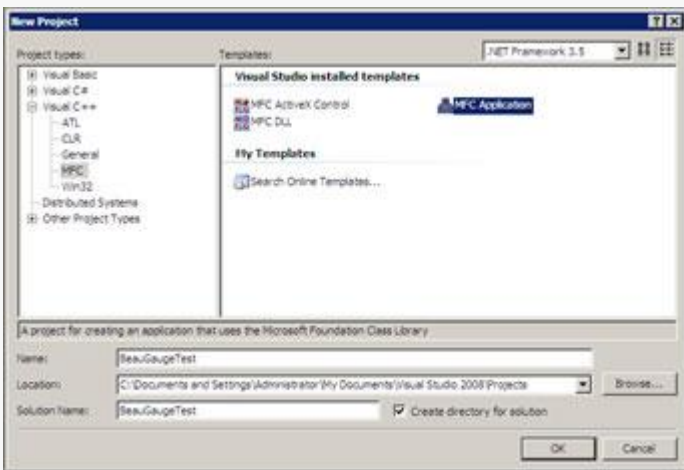 New Project
Project types:
Templates:
.NET Framework 3.5
Visual Basic
Visual C#
Visual C++
ATL
CLR
General
MFC
Win32
Distributed Systems
Other Project Types
Visual Studio installed templates
MFC ActiveX Control
MFC Application
MFC DLL
My Templates
Search Online Templates...
A project for creating an application that uses the Microsoft Foundation Class Library
Name:
BeauGaugeTest
Location:
C:\Documents and Settings\Administrator\My Documents\Visual Studio 2008\Projects
Browse...
Solution Name:
BeauGaugeTest
Create directory for solution
OK
Cancel